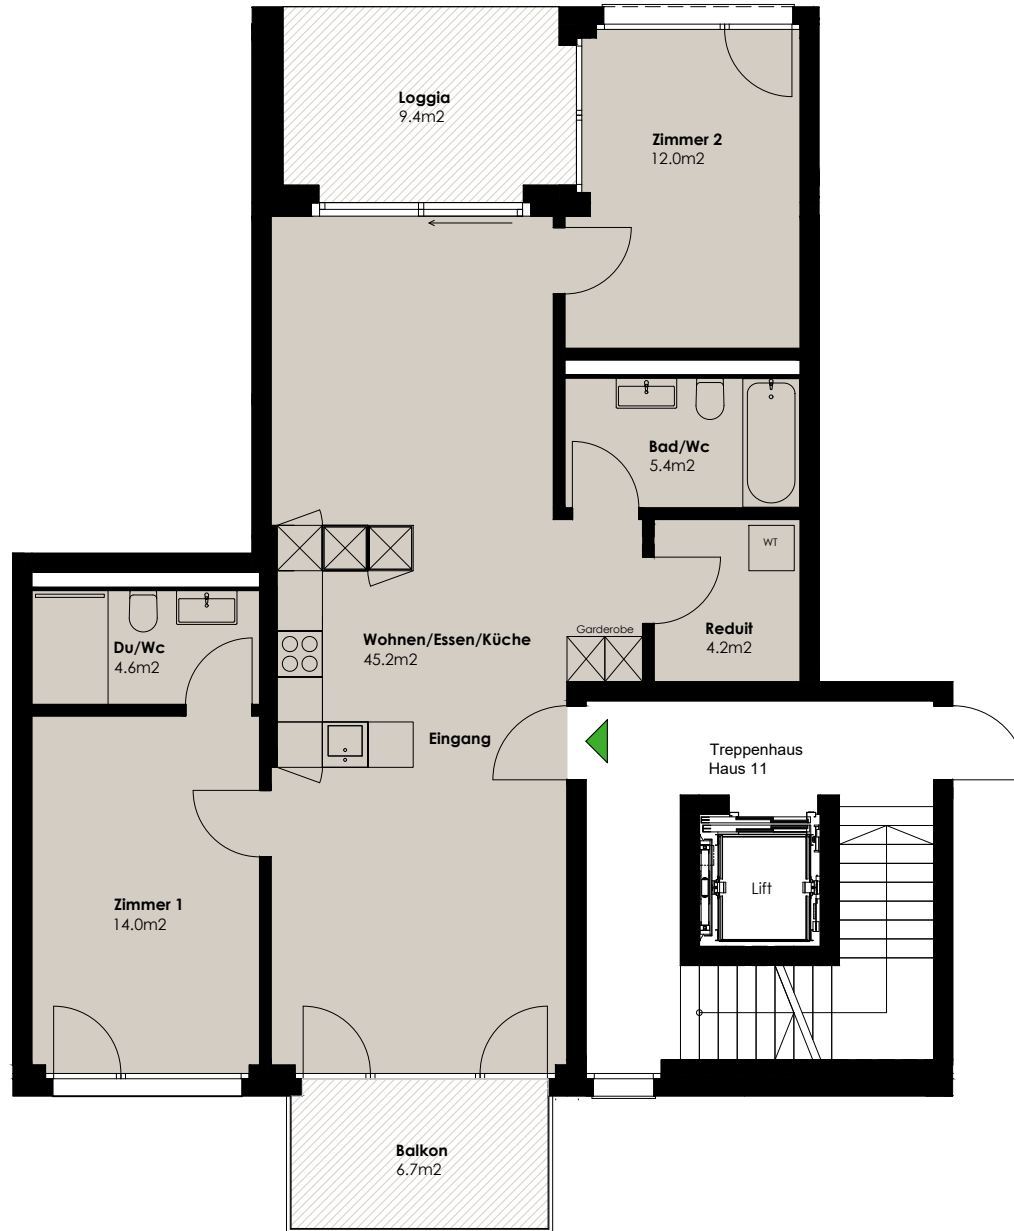 Loggia
9.4m2
Zimmer 2
12.0m2
Bad/Wc
5.4m2
WT
Garderobe
Reduit
4.2m2
Wohnen/Essen/Küche
45.2m2
Du/Wc
4.6m2
Eingang
Treppenhaus
Haus 11
Lift
Zimmer 1
14.0m2
Balkon
6.7m2